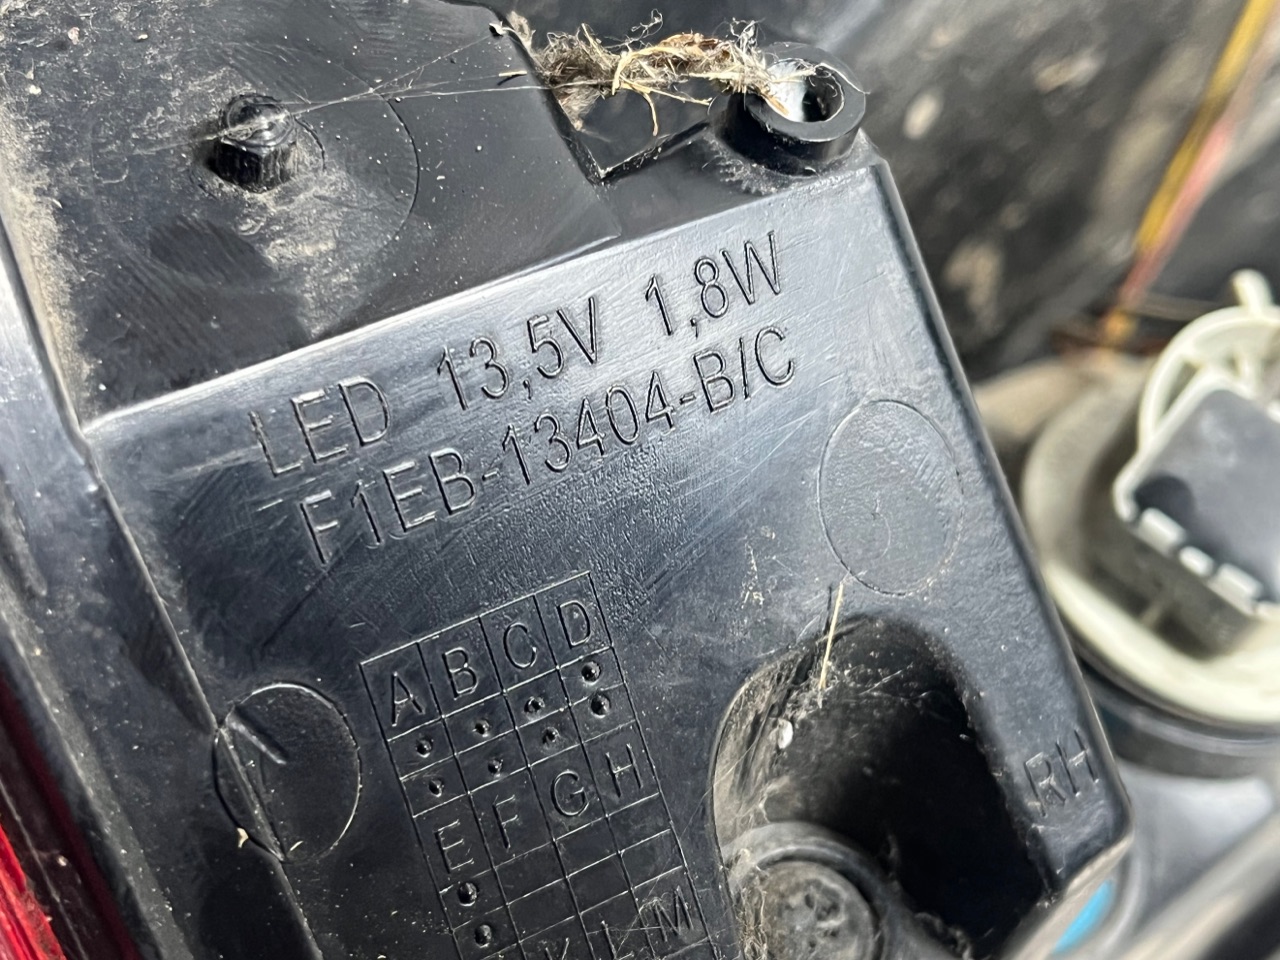 LED 13,5V 1,8W
F1EB-13404-B/C
A B C D
E F G H
K L M
RH